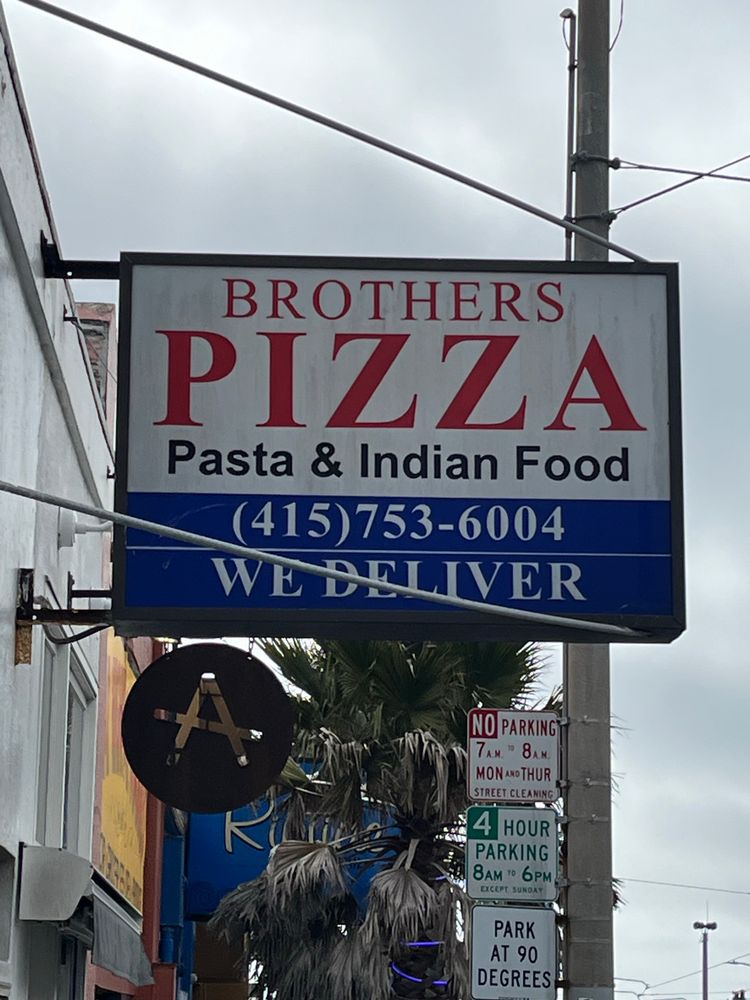 BROTHERS
PIZZA
Pasta & Indian Food
(415)753-6004
WE DELIVER
A
NO PARKING
7 A.M. TO 8 A.M.
MON AND THUR
STREET CLEANING
4 HOUR
PARKING
8AM TO 6PM
EXCEPT SUNDAY
PARK
AT 90
DEGREES